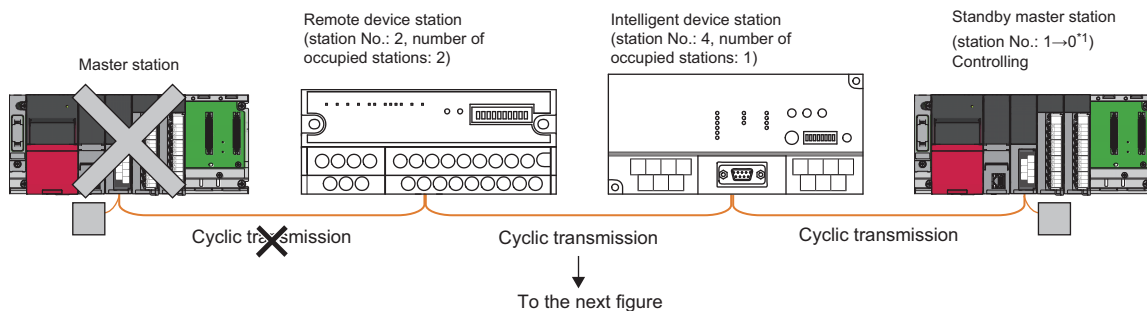 Master station
Remote device station
(station No.: 2, number of
occupied stations: 2)
Intelligent device station
(station No.: 4, number of
occupied stations: 1)
Standby master station
(station No.: 1→0*1)
Controlling
Cyclic transmission
Cyclic transmission
Cyclic transmission
To the next figure